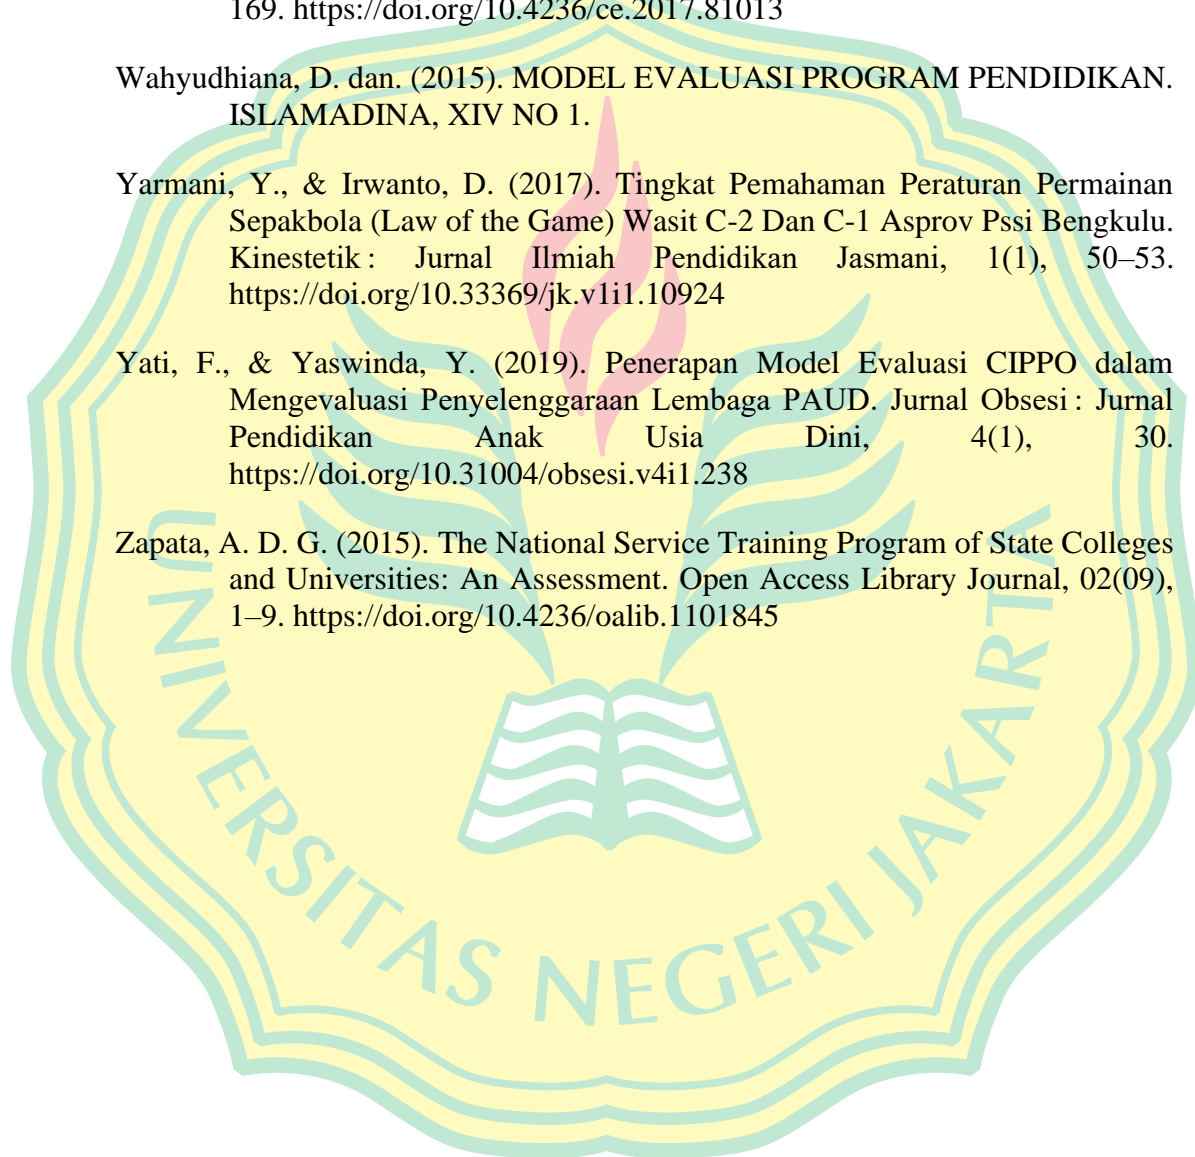 169. https://doi.org/10.4236/ce.2017.81013
Wahyudhiana, D. dan. (2015). MODEL EVALUASI PROGRAM PENDIDIKAN.
ISLAMADINA, XIV NO 1.
Yarmani, Y., & Irwanto, D. (2017). Tingkat Pemahaman Peraturan Permainan
Sepakbola (Law of the Game) Wasit C-2 Dan C-1 Asprov Pssi Bengkulu.
Kinestetik : Jurnal Ilmiah Pendidikan Jasmani, 1(1), 50–53.
https://doi.org/10.33369/jk.v1i1.10924
Yati, F., & Yaswinda, Y. (2019). Penerapan Model Evaluasi CIPPO dalam
Mengevaluasi Penyelenggaraan Lembaga PAUD. Jurnal Obsesi : Jurnal
Pendidikan Anak Usia Dini, 4(1), 30.
https://doi.org/10.31004/obsesi.v4i1.238
Zapata, A. D. G. (2015). The National Service Training Program of State Colleges
and Universities: An Assessment. Open Access Library Journal, 02(09),
1–9. https://doi.org/10.4236/oalib.1101845
UNIVERSITAS NEGERI JAKARTA